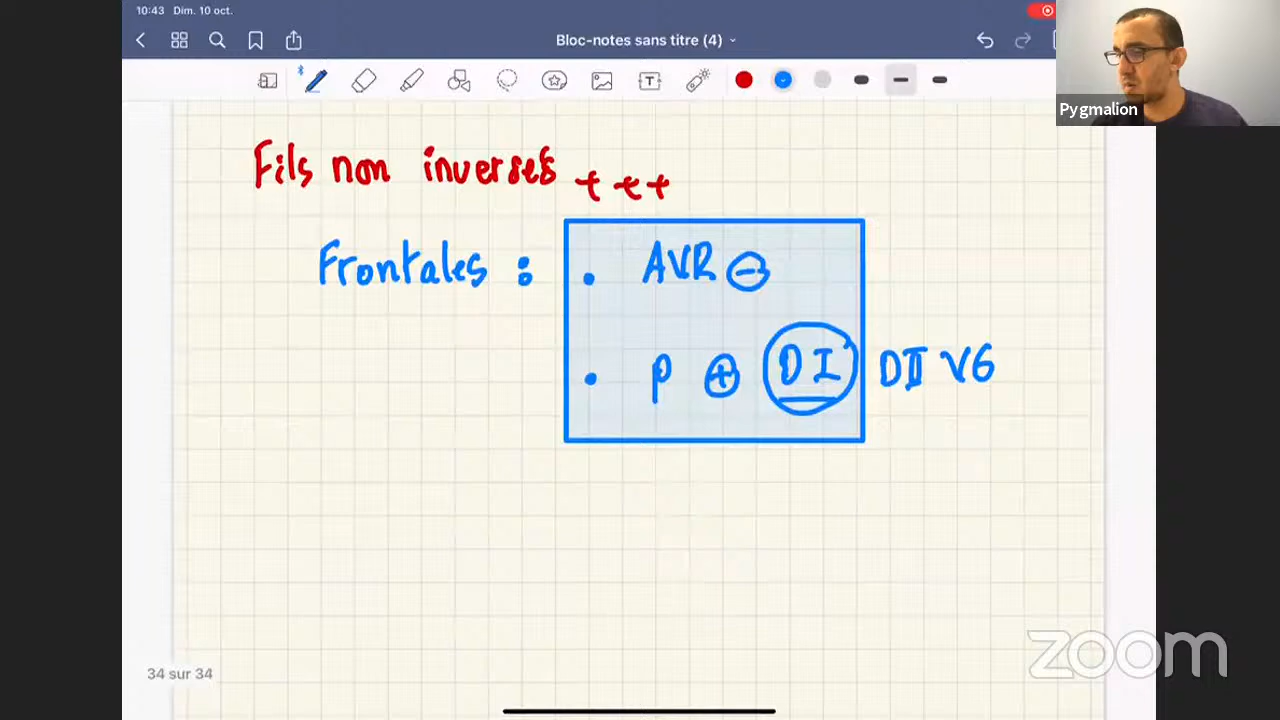 10:43 Dim. 10 oct.
Bloc-notes sans titre (4)
Pygmalion
Fils non inversés +++
Frontales : • AVR ⊖
• P ⊕ DI DII V6
34 sur 34
zoom